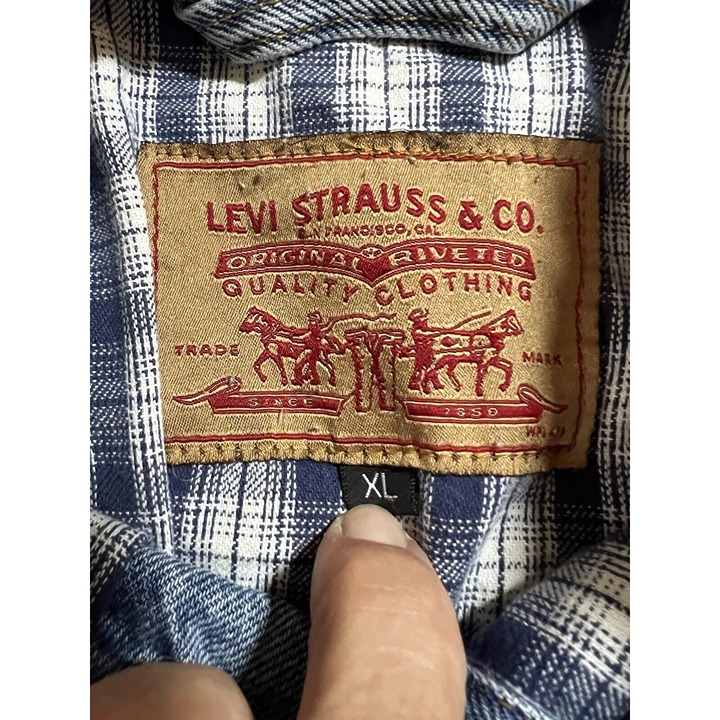 LEVI STRAUSS & CO.
SAN FRANCISCO, CAL
ORIGINAL RIVETED
QUALITY CLOTHING
TRADE MARK
SINCE 1850
XL